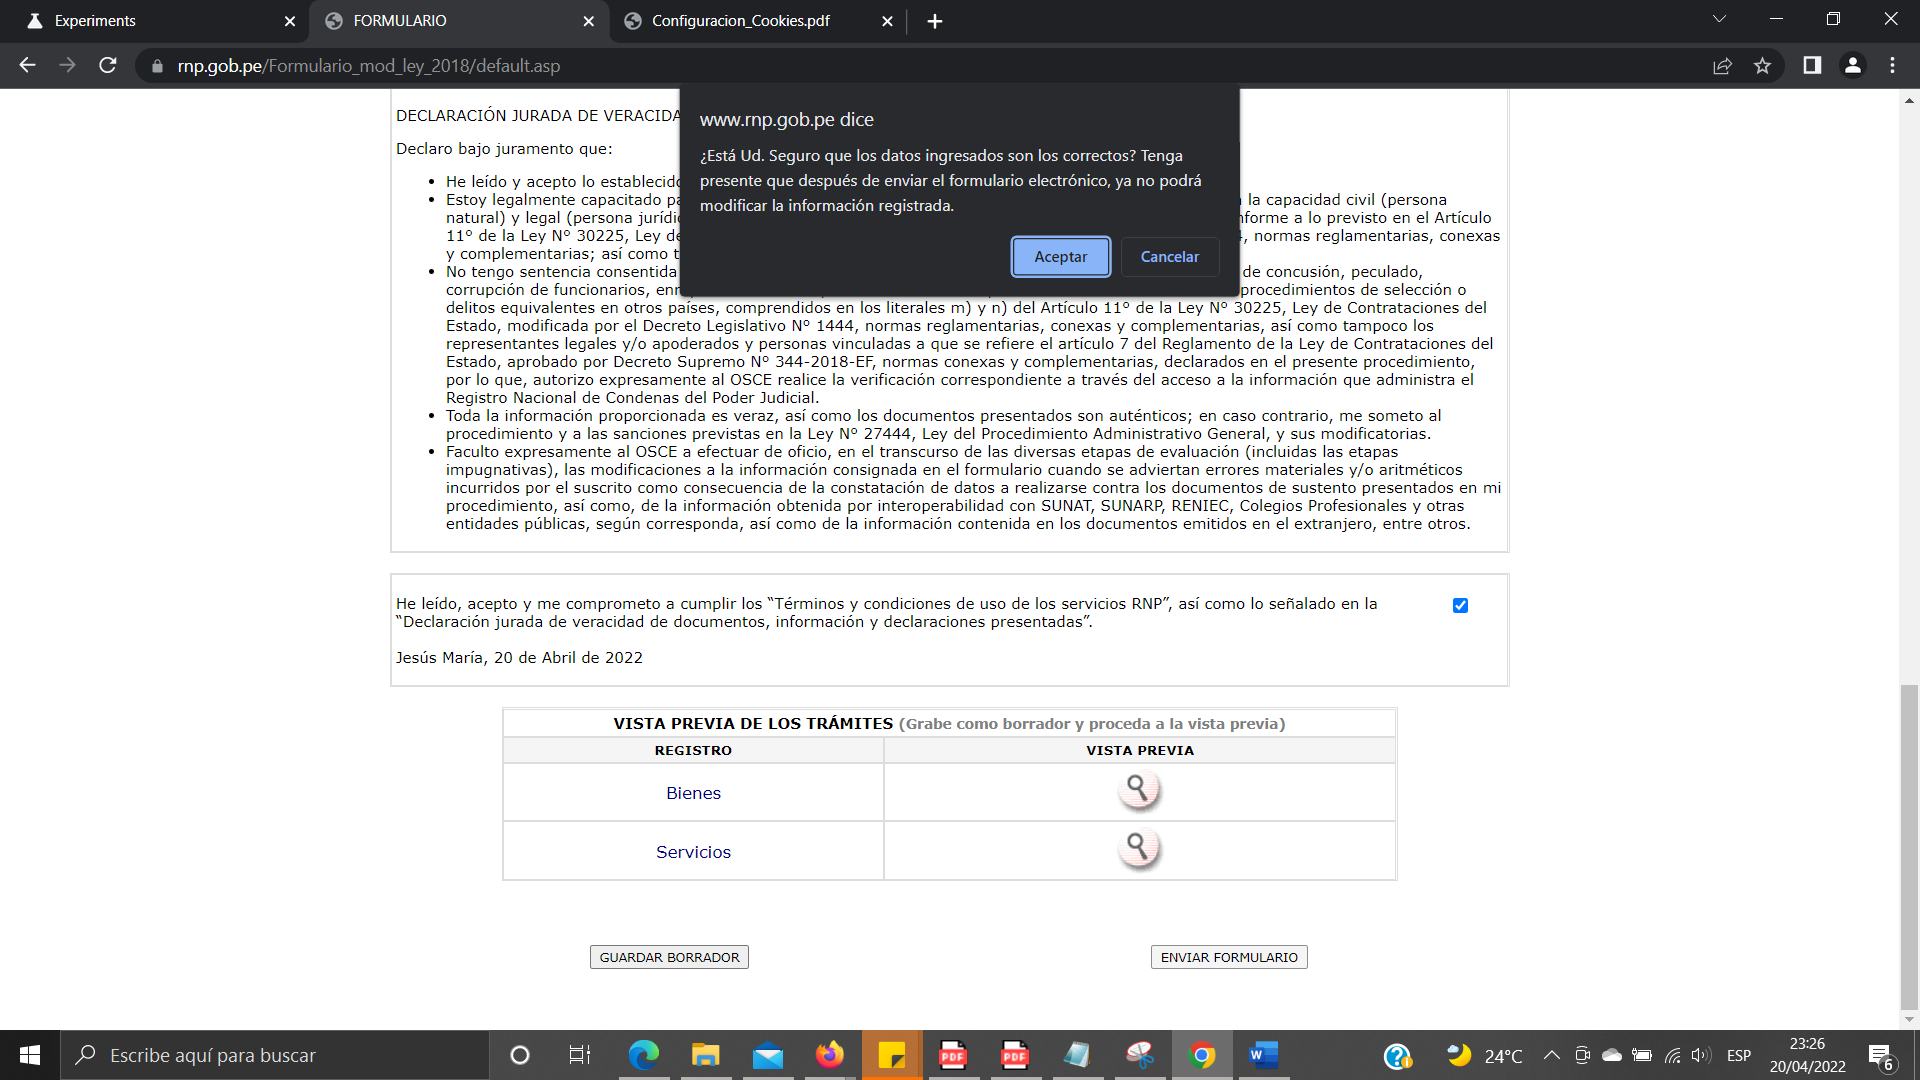 Experiments
FORMULARIO
Configuracion_Cookies.pdf
rnp.gob.pe/Formulario_mod_ley_2018/default.asp
www.rnp.gob.pe dice
¿Está Ud. Seguro que los datos ingresados son los correctos? Tenga
presente que después de enviar el formulario electrónico, ya no podrá
modificar la información registrada.
Aceptar
Cancelar
DECLARACIÓN JURADA DE VERACIDA
Declaro bajo juramento que:
• He leído y acepto lo establecido
• Estoy legalmente capacitado la capacidad civil (persona
natural) y legal (persona a lo previsto en el Artículo
11° de la Ley N° 30225, Ley normas reglamentarias, conexas
y complementarias; así como
• No tengo sentencia consentida de concusión, peculado,
corrupción de funcionarios, procedimientos de selección o
delitos equivalentes en otros países, comprendidos en los literales m) y n) del Artículo 11° de la Ley N° 30225, Ley de Contrataciones del
Estado, modificada por el Decreto Legislativo N° 1444, normas reglamentarias, conexas y complementarias, así como tampoco los
representantes legales y/o apoderados y personas vinculadas a que se refiere el artículo 7 del Reglamento de la Ley de Contrataciones del
Estado, aprobado por Decreto Supremo N° 344-2018-EF, normas conexas y complementarias, declarados en el presente procedimiento,
por lo que, autorizo expresamente al OSCE realice la verificación correspondiente a través del acceso a la información que administra el
Registro Nacional de Condenas del Poder Judicial.
• Toda la información proporcionada es veraz, así como los documentos presentados son auténticos; en caso contrario, me someto al
procedimiento y a las sanciones previstas en la Ley N° 27444, Ley del Procedimiento Administrativo General, y sus modificatorias.
• Faculto expresamente al OSCE a efectuar de oficio, en el transcurso de las diversas etapas de evaluación (incluidas las etapas
impugnativas), las modificaciones a la información consignada en el formulario cuando se adviertan errores materiales y/o aritméticos
incurridos por el suscrito como consecuencia de la constatación de datos a realizarse contra los documentos de sustento presentados en mi
procedimiento, así como, de la información obtenida por interoperabilidad con SUNAT, SUNARP, RENIEC, Colegios Profesionales y otras
entidades públicas, según corresponda, así como de la información contenida en los documentos emitidos en el extranjero, entre otros.
He leído, acepto y me comprometo a cumplir los “Términos y condiciones de uso de los servicios RNP”, así como lo señalado en la
“Declaración jurada de veracidad de documentos, información y declaraciones presentadas”.
Jesús María, 20 de Abril de 2022
VISTA PREVIA DE LOS TRÁMITES (Grabe como borrador y proceda a la vista previa)
REGISTRO VISTA PREVIA
Bienes
Servicios
GUARDAR BORRADOR
ENVIAR FORMULARIO
Escribe aquí para buscar
PDF
PDF
24°C
ESP
23:26
20/04/2022
6